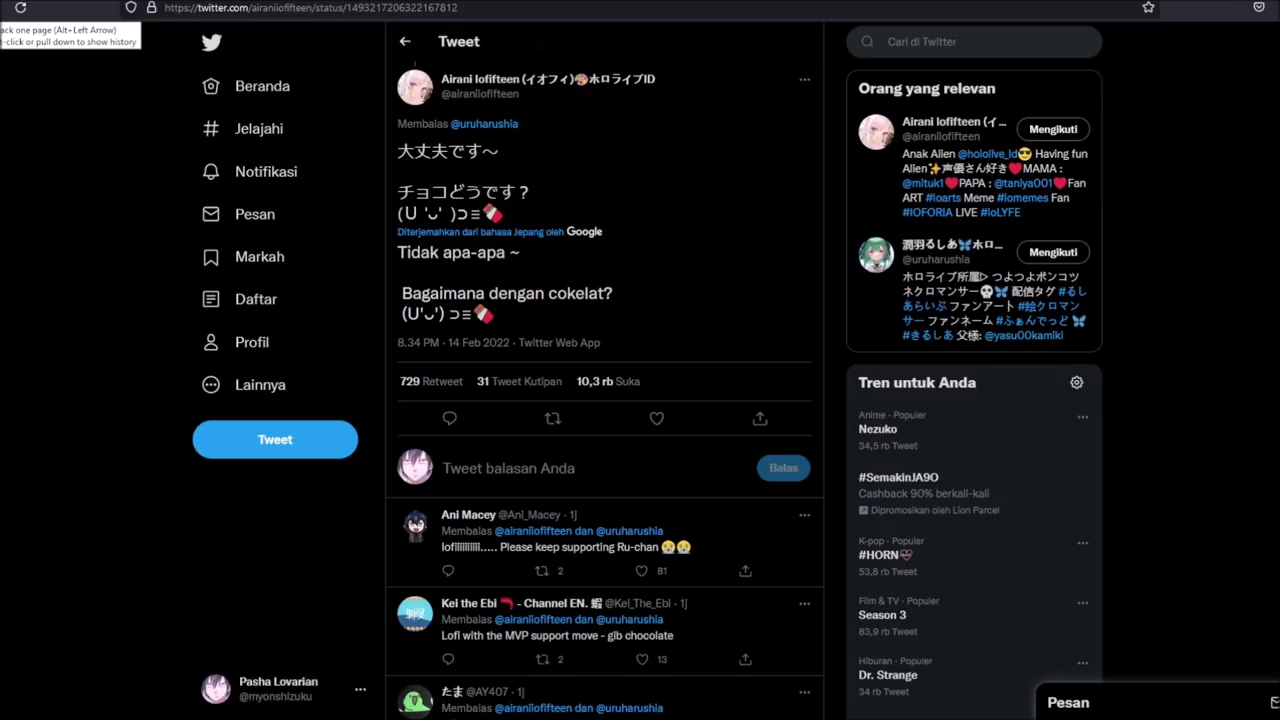 https://twitter.com/airaniiofifteen/status/1493217206322167812
ack one page (Alt+Left Arrow)
t-click or pull down to show history
Beranda
Jelajahi
Notifikasi
Pesan
Markah
Daftar
Profil
Lainnya
Tweet
Pasha Lovarian
@myonshizuku
Tweet
Airani Iofifteen (イオフィ)🎨ホロライブID
@airaniiofifteen
Membalas @uruharushia
大丈夫です〜
チョコどうです？
(U 'ᴗ' )⊃≡🍫
Diterjemahkan dari bahasa Jepang oleh Google
Tidak apa-apa ~
Bagaimana dengan cokelat?
(U'ᴗ') ⊃≡🍫
8.34 PM · 14 Feb 2022 · Twitter Web App
729 Retweet 31 Tweet Kutipan 10,3 rb Suka
Tweet balasan Anda
Balas
Ani Macey @Ani_Macey · 1j
Membalas @airaniiofifteen dan @uruharushia
Iofiiiiiiiiii..... Please keep supporting Ru-chan 😭😭
2 81
Kei the Ebi 🦐 - Channel EN. 蝦 @Kei_The_Ebi · 1j
Membalas @airaniiofifteen dan @uruharushia
Iofi with the MVP support move - gib chocolate
2 13
たま @AY407 · 1j
Membalas @airaniiofifteen dan @uruharushia
Cari di Twitter
Orang yang relevan
Airani Iofifteen (イ...
@airaniiofifteen
Mengikuti
Anak Alien @hololive_Id😎 Having fun
Alien✨声優さん好き❤️MAMA :
@mituk1❤️PAPA : @taniya001❤️Fan
ART #ioarts Meme #iomemes Fan
#IOFORIA LIVE #IoLYFE
潤羽るしあ🦋ホロ...
@uruharushia
Mengikuti
ホロライブ所属▷ つよつよポンコツ
ネクロマンサー💀🦋 配信タグ #るし
あらいぶ ファンアート #絵クロマン
サー ファンネーム #ふぁんでっど 🦋
#きるしあ 父様: @yasu00kamiki
Tren untuk Anda
Anime · Populer
Nezuko
34,5 rb Tweet
#SemakinJA9O
Cashback 90% berkali-kali
Dipromosikan oleh Lion Parcel
K-pop · Populer
#HORN
53,8 rb Tweet
Film & TV · Populer
Season 3
83,9 rb Tweet
Hiburan · Populer
Dr. Strange
34 rb Tweet
Pesan